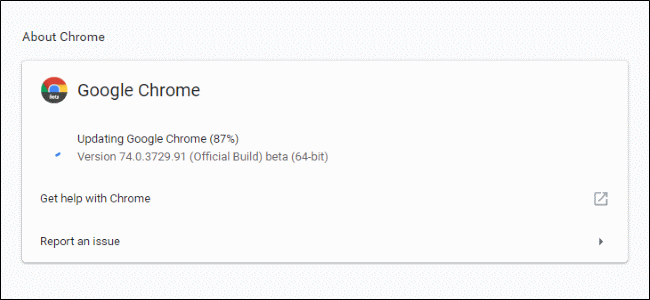 About Chrome
Beta
Google Chrome
Updating Google Chrome (87%)
Version 74.0.3729.91 (Official Build) beta (64-bit)
Get help with Chrome
Report an issue